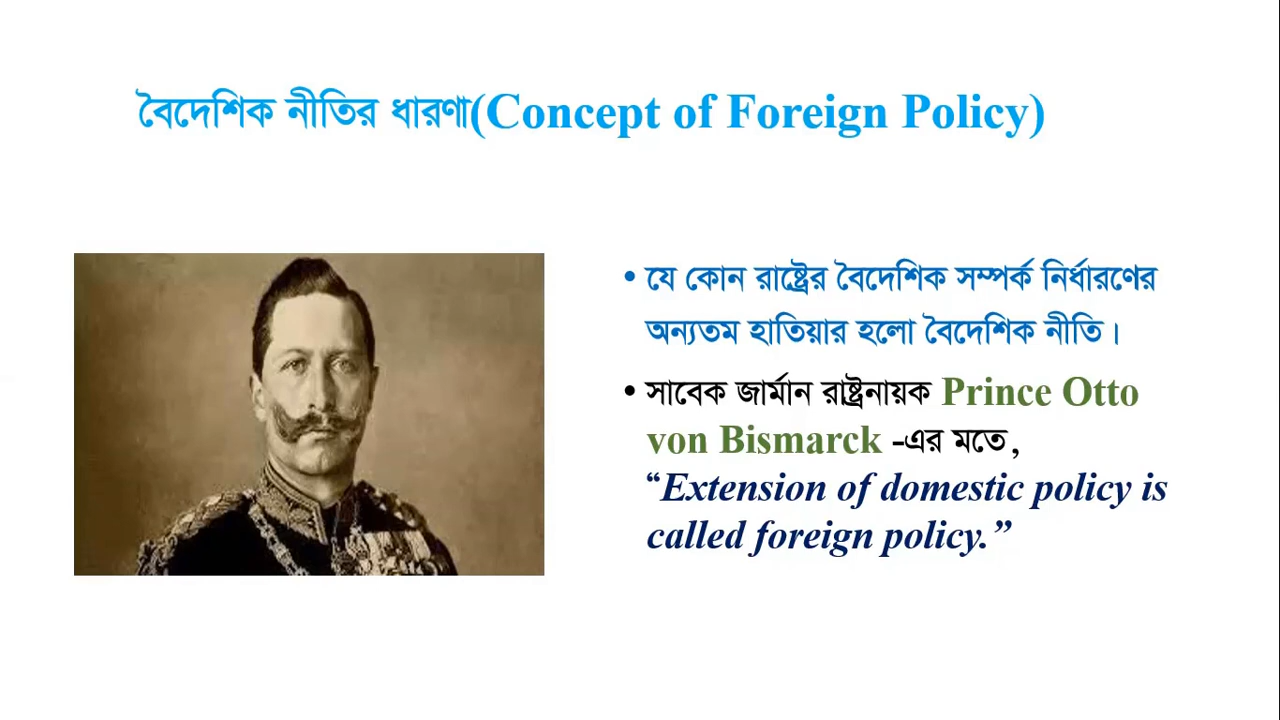 বৈদেশিক নীতির ধারণা(Concept of Foreign Policy)
• যে কোন রাষ্ট্রের বৈদেশিক সম্পর্ক নির্ধারণের
অন্যতম হাতিয়ার হলো বৈদেশিক নীতি।
• সাবেক জার্মান রাষ্ট্রনায়ক Prince Otto
von Bismarck -এর মতে,
“Extension of domestic policy is
called foreign policy.”